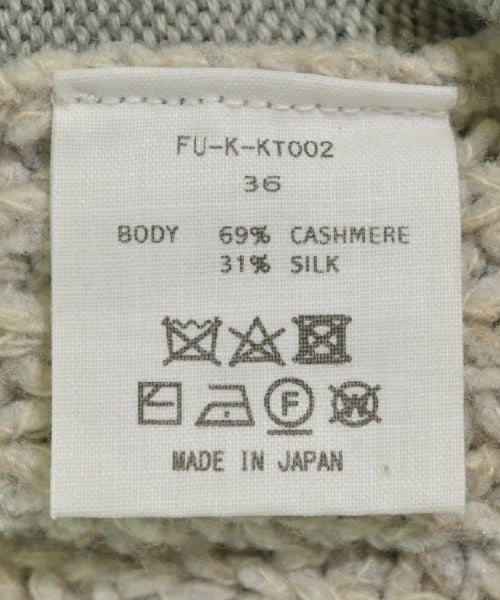 FU-K-KT002
36
BODY 69% CASHMERE
31% SILK
F W
MADE IN JAPAN